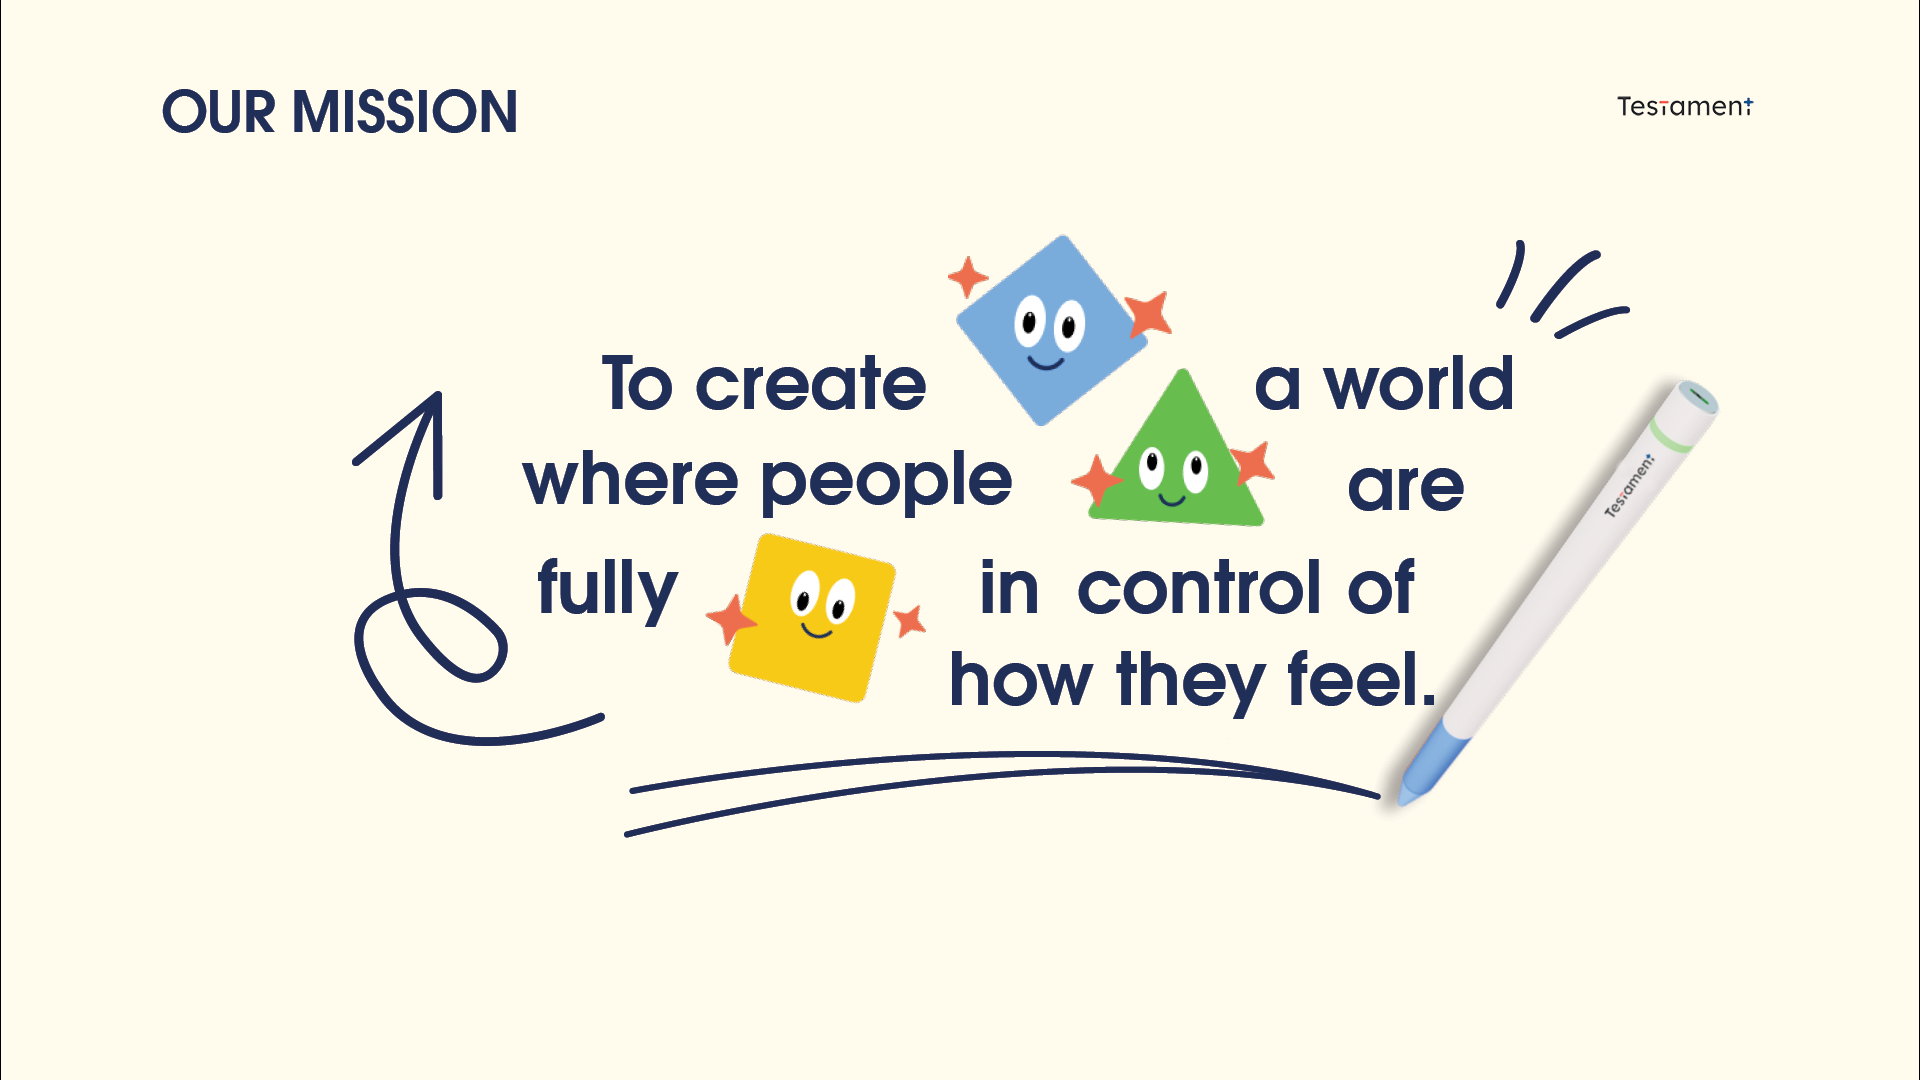 OUR MISSION
Testament
To create a world
where people are
fully in control of
how they feel.
Testament